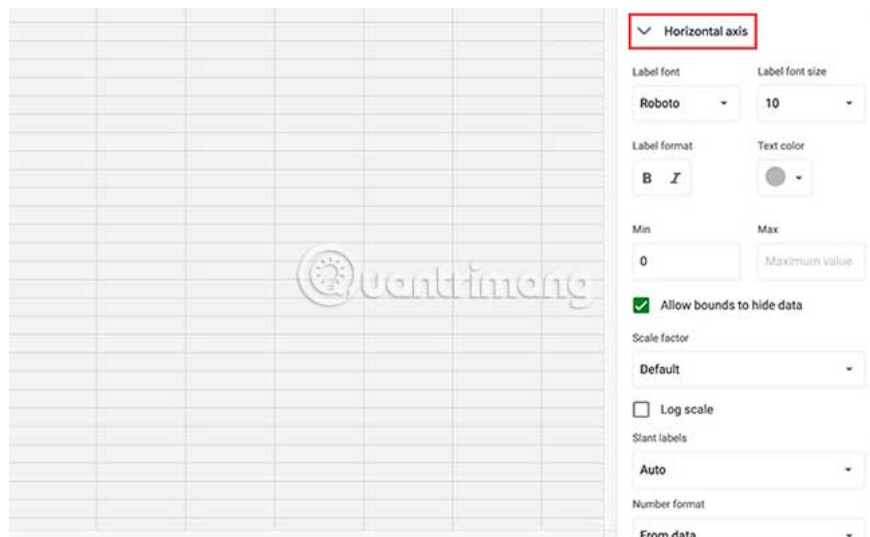 Horizontal axis
Label font Label font size
Roboto 10
Label format Text color
B I
Min Max
0 Maximum value
Quantrimang
Allow bounds to hide data
Scale factor
Default
Log scale
Slant labels
Auto
Number format
From data